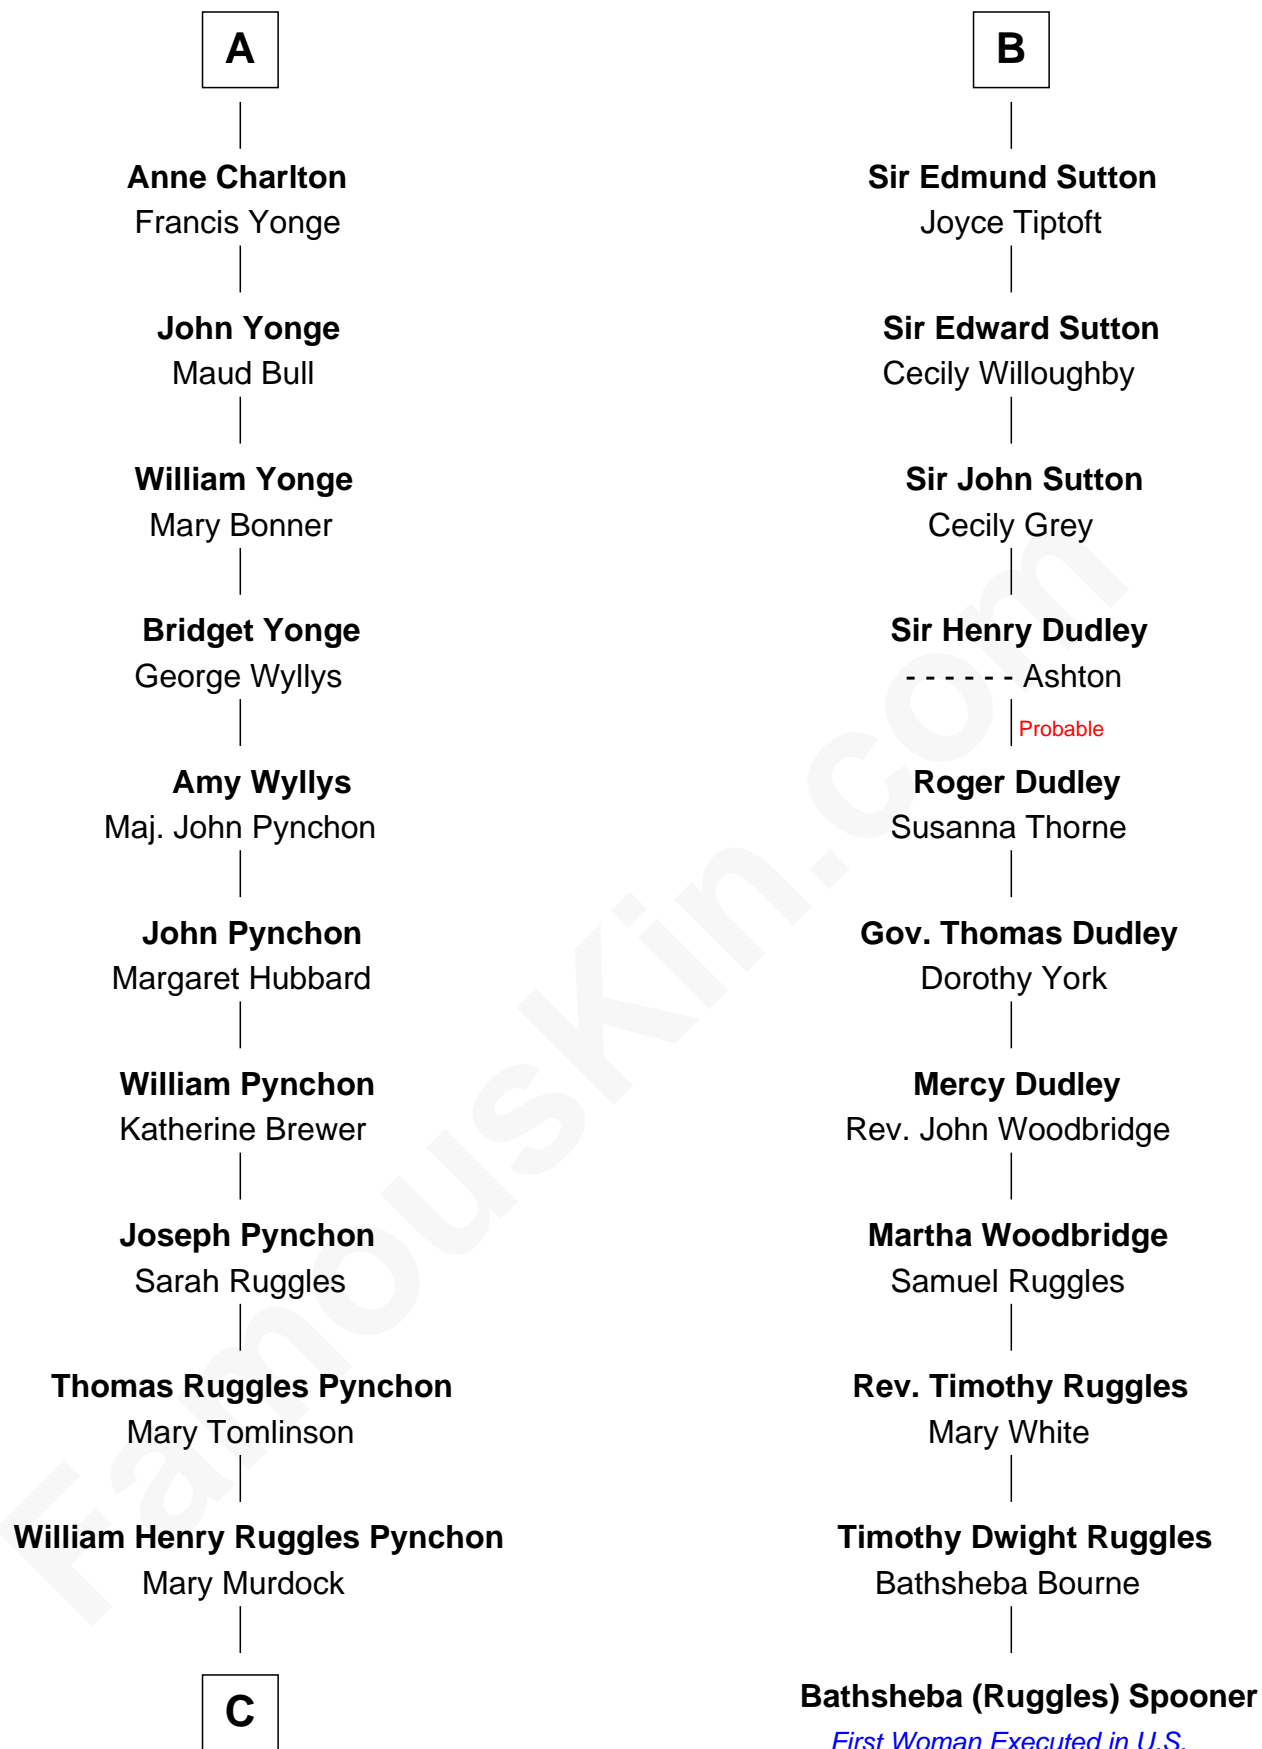 A
Anne Charlton
Francis Yonge
John Yonge
Maud Bull
William Yonge
Mary Bonner
Bridget Yonge
George Wyllys
Amy Wyllys
Maj. John Pynchon
John Pynchon
Margaret Hubbard
William Pynchon
Katherine Brewer
Joseph Pynchon
Sarah Ruggles
Thomas Ruggles Pynchon
Mary Tomlinson
William Henry Ruggles Pynchon
Mary Murdock
C
B
Sir Edmund Sutton
Joyce Tiptoft
Sir Edward Sutton
Cecily Willoughby
Sir John Sutton
Cecily Grey
Sir Henry Dudley
- - - - - - Ashton
Probable
Roger Dudley
Susanna Thorne
Gov. Thomas Dudley
Dorothy York
Mercy Dudley
Rev. John Woodbridge
Martha Woodbridge
Samuel Ruggles
Rev. Timothy Ruggles
Mary White
Timothy Dwight Ruggles
Bathsheba Bourne
Bathsheba (Ruggles) Spooner
First Woman Executed in U.S.
FamousKin.com